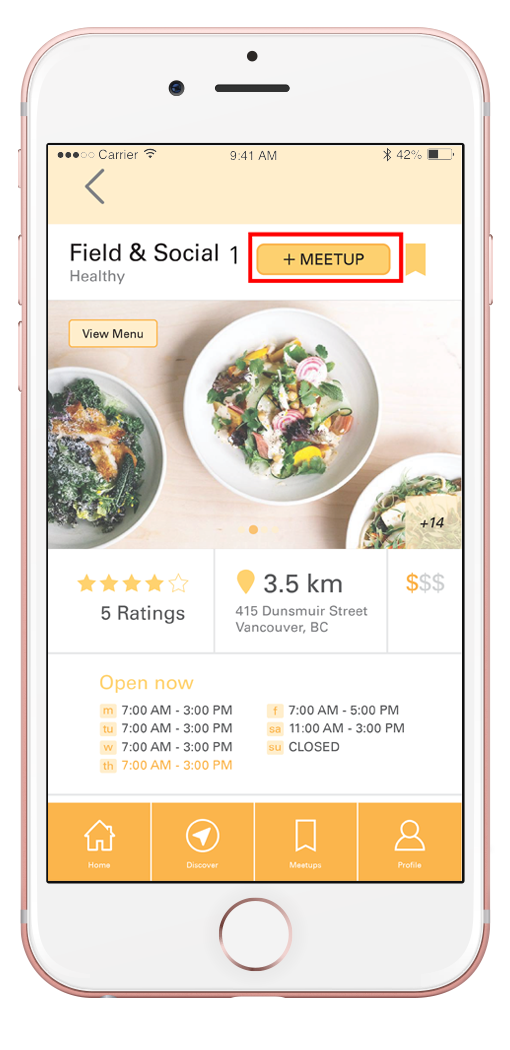 Carrier 9:41 AM 42%
Field & Social 1
+ MEETUP
Healthy
View Menu
+14
5 Ratings
3.5 km
415 Dunsmuir Street
Vancouver, BC
$$$
Open now
m 7:00 AM - 3:00 PM
tu 7:00 AM - 3:00 PM
w 7:00 AM - 3:00 PM
th 7:00 AM - 3:00 PM
f 7:00 AM - 5:00 PM
sa 11:00 AM - 3:00 PM
su CLOSED
Home
Discover
Meetups
Profile